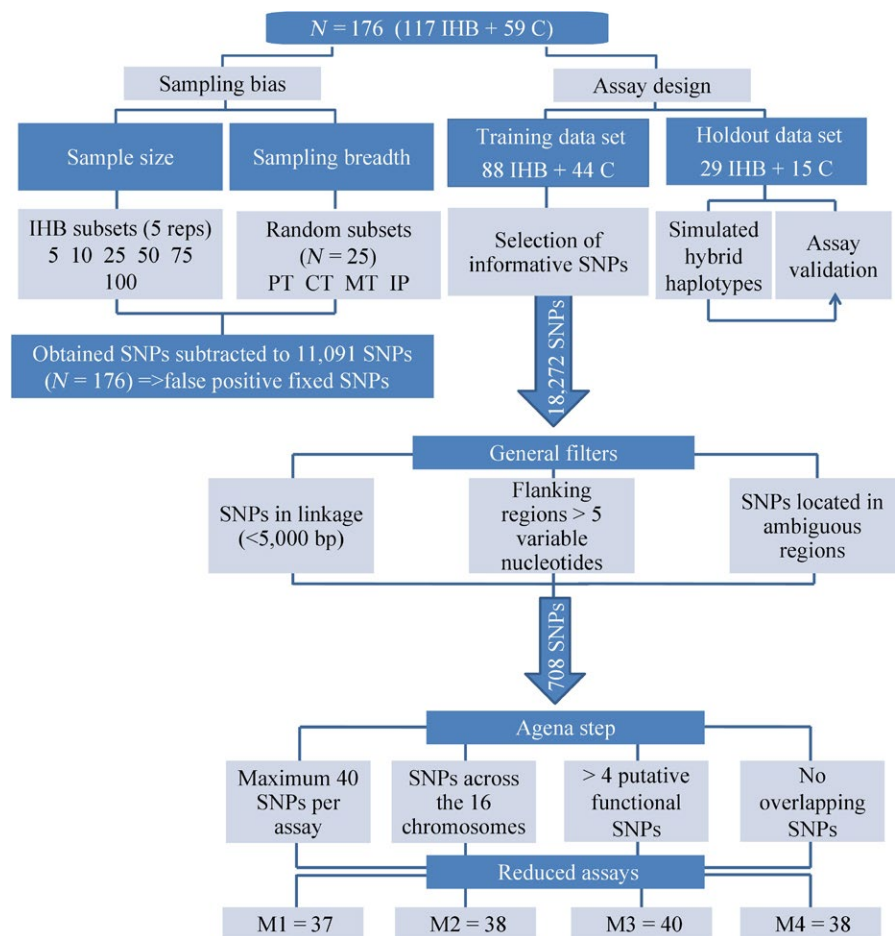 N = 176 (117 IHB + 59 C)
Sampling bias
Assay design
Sample size
Sampling breadth
Training data set
88 IHB + 44 C
Holdout data set
29 IHB + 15 C
IHB subsets (5 reps)
5 10 25 50 75
100
Random subsets
(N = 25)
PT CT MT IP
Selection of
informative SNPs
Simulated
hybrid
haplotypes
Assay
validation
Obtained SNPs subtracted to 11,091 SNPs
(N = 176) =>false positive fixed SNPs
18,272 SNPs
General filters
SNPs in linkage
(<5,000 bp)
Flanking
regions > 5
variable
nucleotides
SNPs located in
ambiguous
regions
708 SNPs
Agena step
Maximum 40
SNPs per
assay
SNPs across
the 16
chromosomes
> 4 putative
functional
SNPs
No
overlapping
SNPs
Reduced assays
M1 = 37
M2 = 38
M3 = 40
M4 = 38